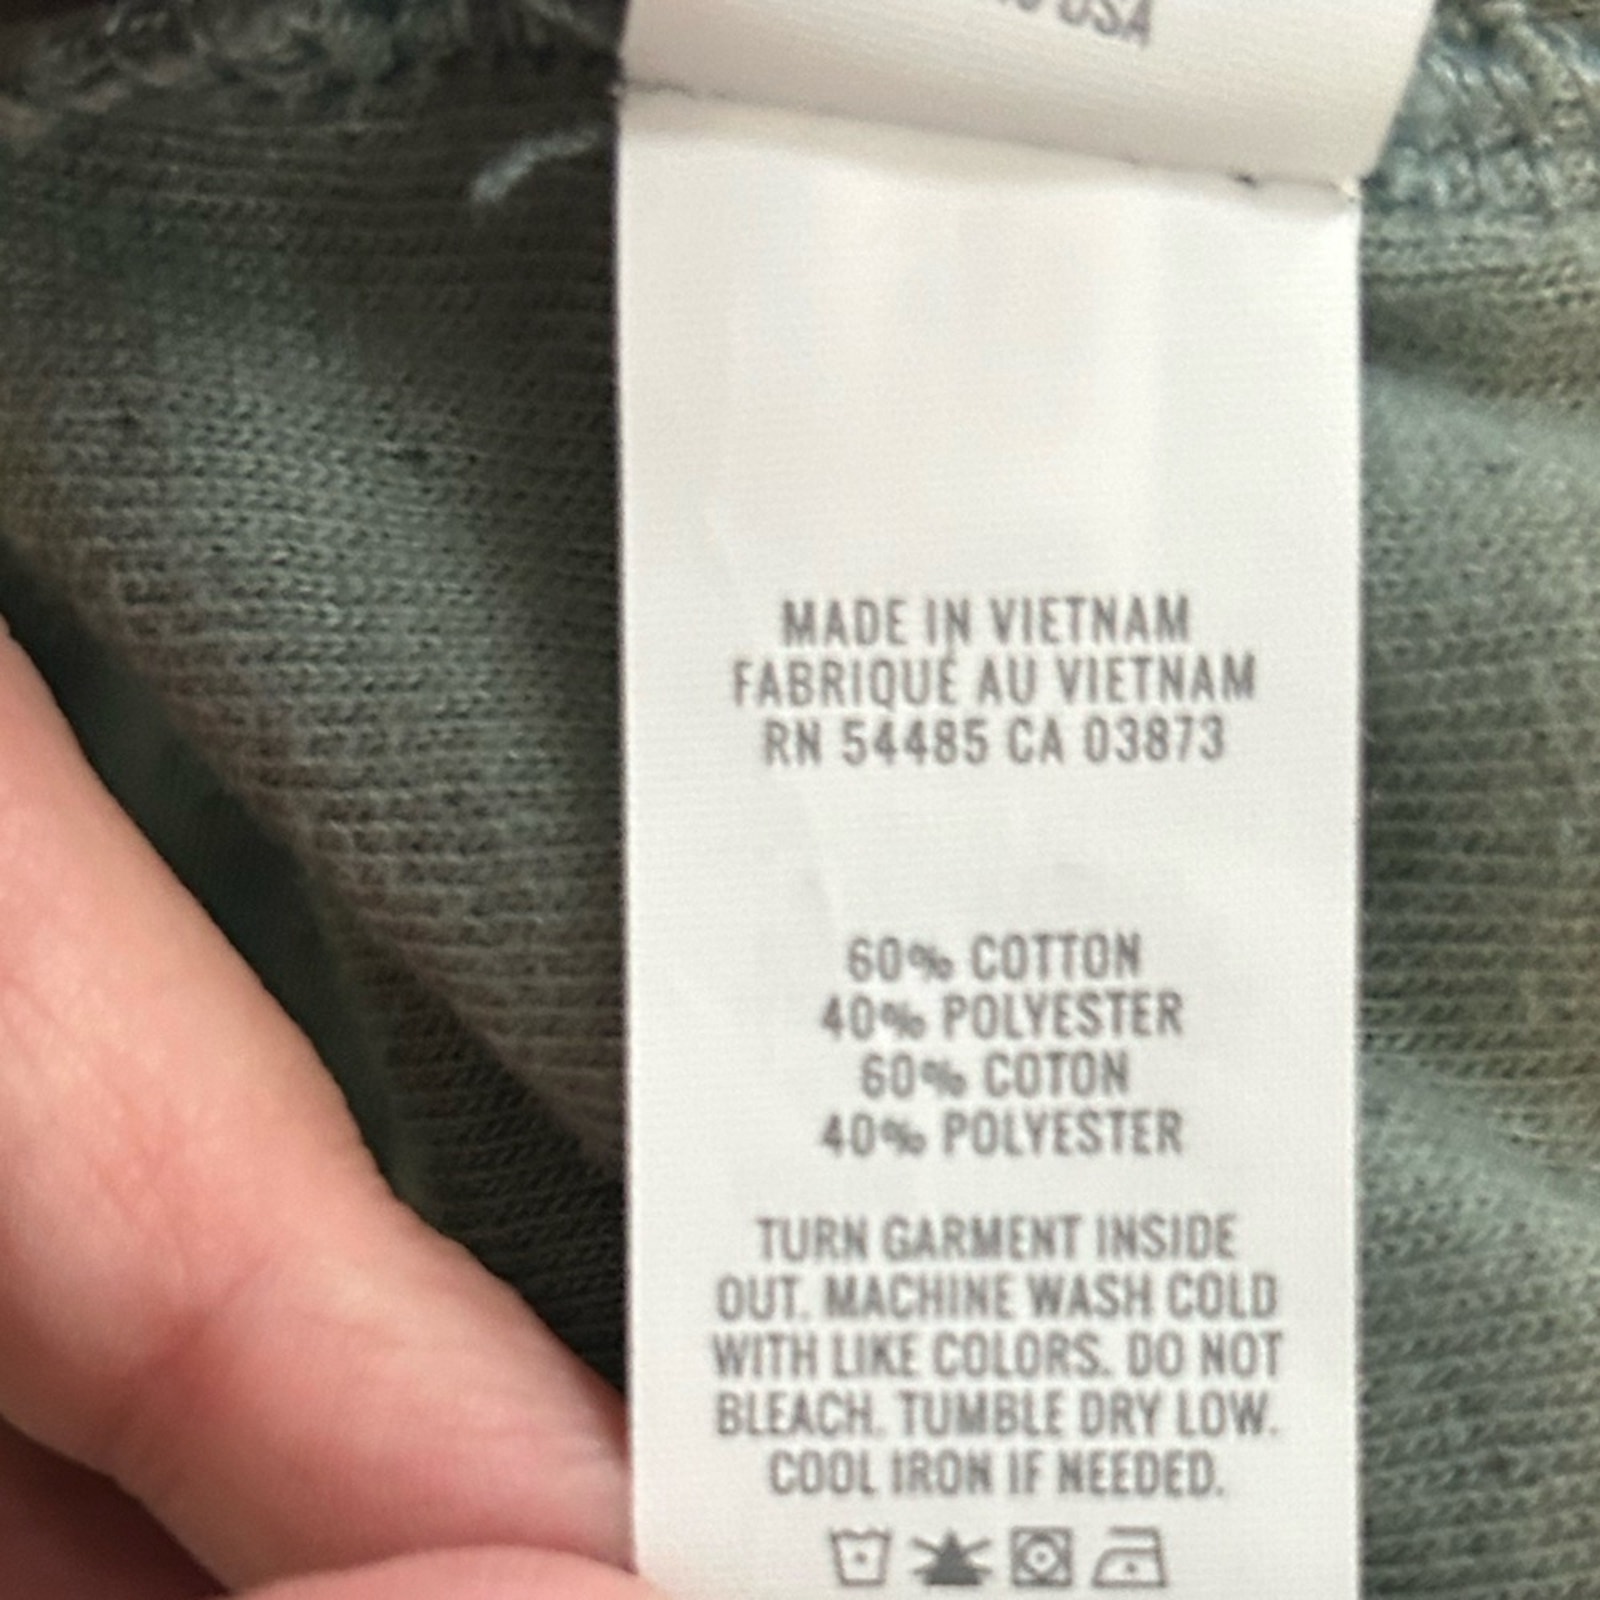 USA
MADE IN VIETNAM
FABRIQUÉ AU VIETNAM
RN 54485 CA 03873
60% COTTON
40% POLYESTER
60% COTON
40% POLYESTER
TURN GARMENT INSIDE
OUT. MACHINE WASH COLD
WITH LIKE COLORS. DO NOT
BLEACH. TUMBLE DRY LOW.
COOL IRON IF NEEDED.